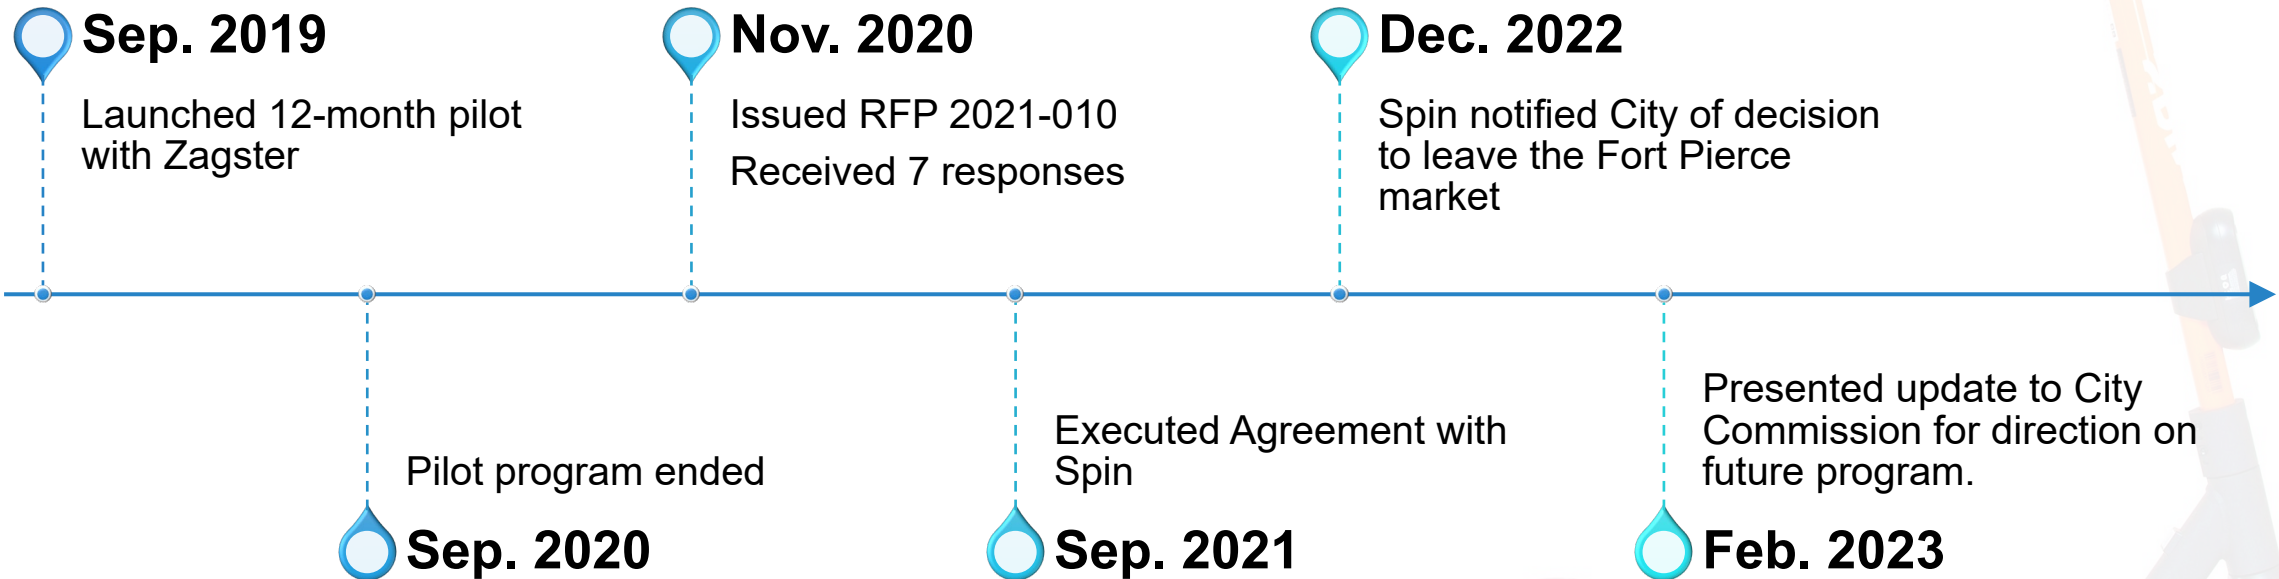 Sep. 2019
Launched 12-month pilot
with Zagster
Pilot program ended
Sep. 2020
Nov. 2020
Issued RFP 2021-010
Received 7 responses
Executed Agreement with
Spin
Sep. 2021
Dec. 2022
Spin notified City of decision
to leave the Fort Pierce
market
Presented update to City
Commission for direction on
future program.
Feb. 2023